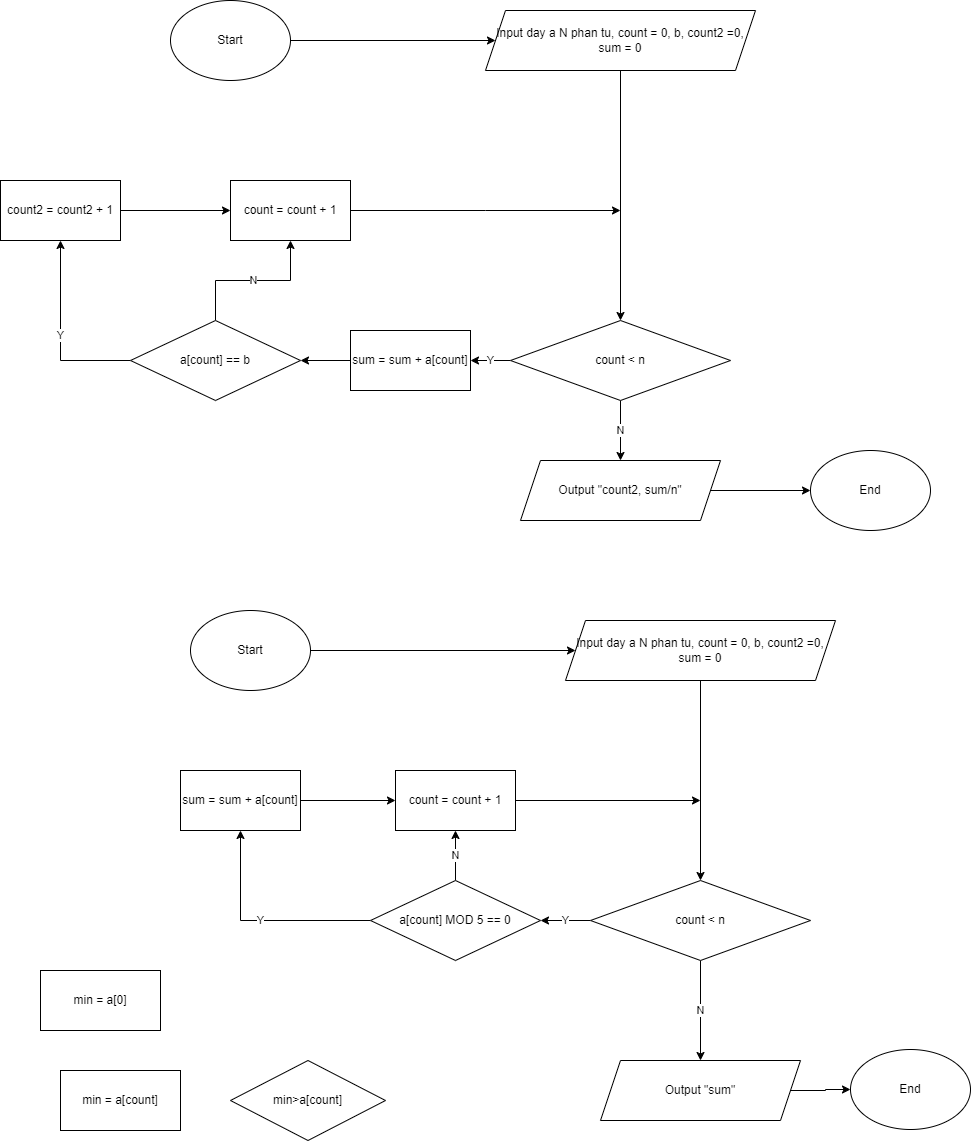 Start
Input day a N phan tu, count = 0, b, count2 =0,
sum = 0
count2 = count2 + 1
count = count + 1
N
Y
a[count] == b
sum = sum + a[count]
Y
count < n
N
Output "count2, sum/n"
End
Start
Input day a N phan tu, count = 0, b, count2 =0,
sum = 0
sum = sum + a[count]
count = count + 1
N
Y
a[count] MOD 5 == 0
Y
count < n
min = a[0]
N
min = a[count]
min>a[count]
Output "sum"
End